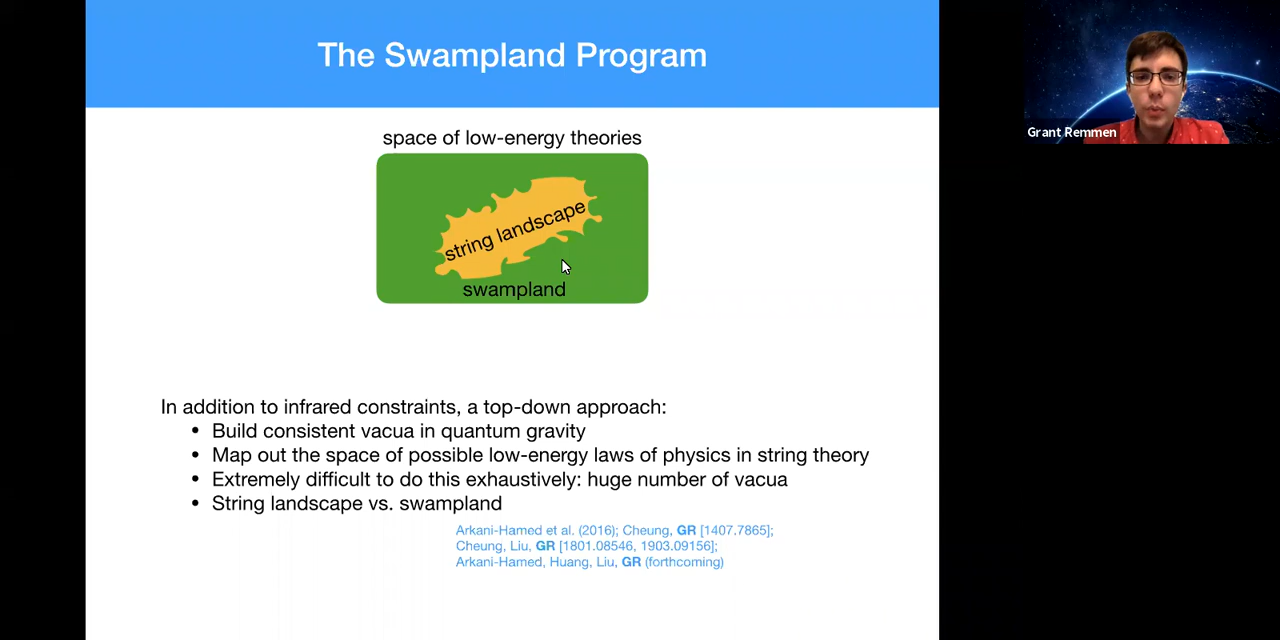 The Swampland Program
space of low-energy theories
string landscape
swampland
In addition to infrared constraints, a top-down approach:
• Build consistent vacua in quantum gravity
• Map out the space of possible low-energy laws of physics in string theory
• Extremely difficult to do this exhaustively: huge number of vacua
• String landscape vs. swampland
Arkani-Hamed et al. (2016); Cheung, GR [1407.7865];
Cheung, Liu, GR [1801.08546, 1903.09156];
Arkani-Hamed, Huang, Liu, GR (forthcoming)
Grant Remmen